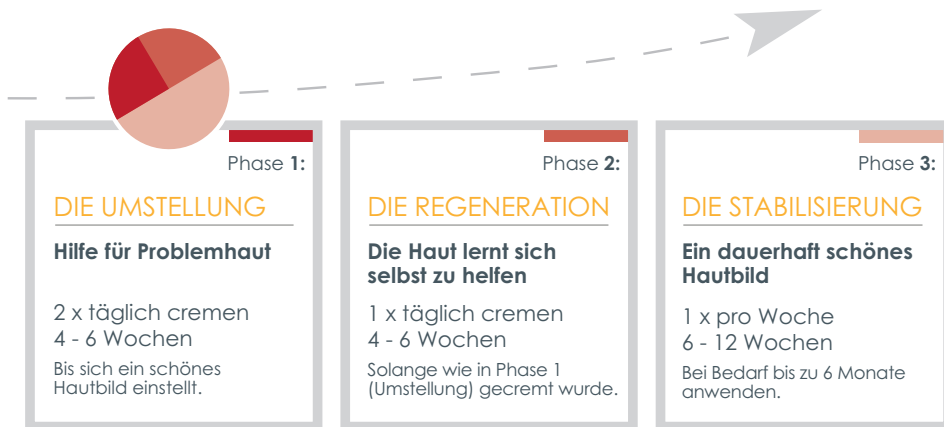 Phase 1:
DIE UMSTELLUNG
Hilfe für Problemhaut
2 x täglich cremen
4 - 6 Wochen
Bis sich ein schönes
Hautbild einstellt.
Phase 2:
DIE REGENERATION
Die Haut lernt sich
selbst zu helfen
1 x täglich cremen
4 - 6 Wochen
Solange wie in Phase 1
(Umstellung) gecremt wurde.
Phase 3:
DIE STABILISIERUNG
Ein dauerhaft schönes
Hautbild
1 x pro Woche
6 - 12 Wochen
Bei Bedarf bis zu 6 Monate
anwenden.